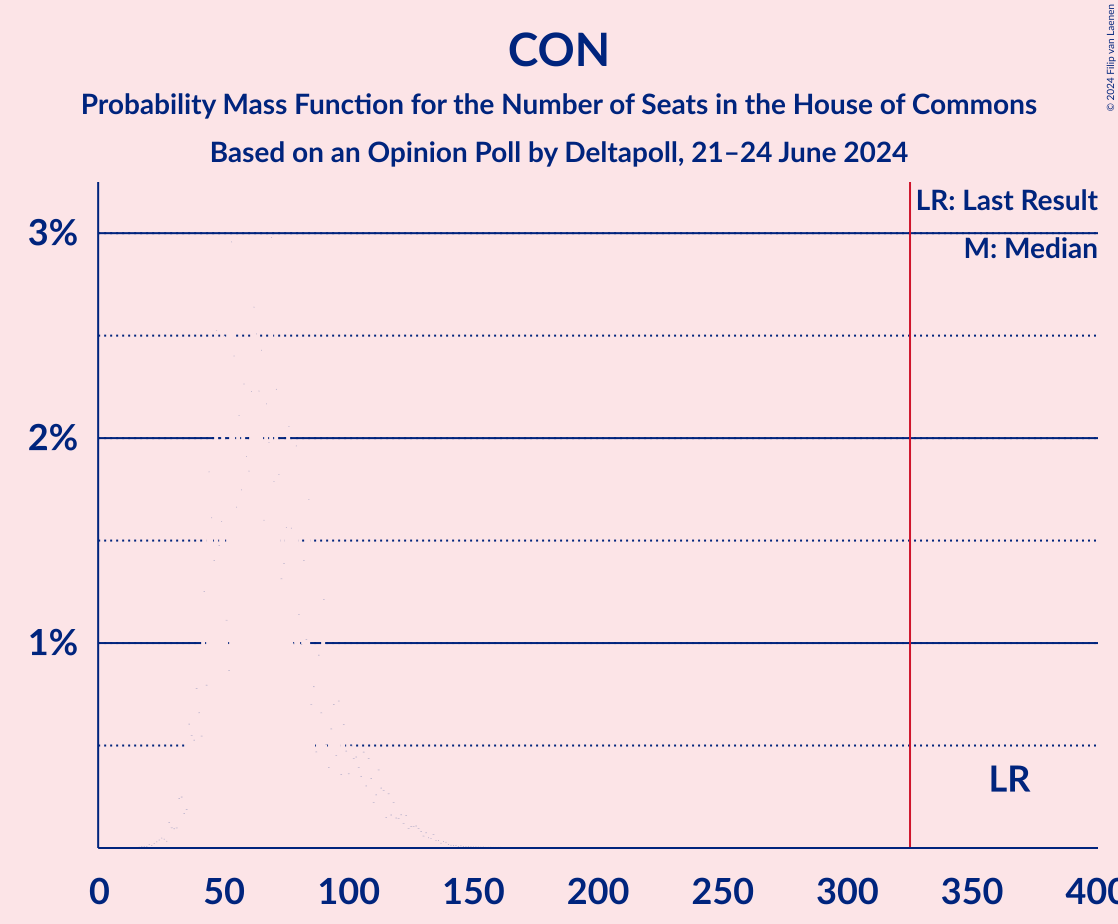 CON
Probability Mass Function for the Number of Seats in the House of Commons
Based on an Opinion Poll by Deltapoll, 21–24 June 2024
© 2024 Filip van Laenen
LR: Last Result
M: Median
3%
2%
1%
LR
0 50 100 150 200 250 300 350 400